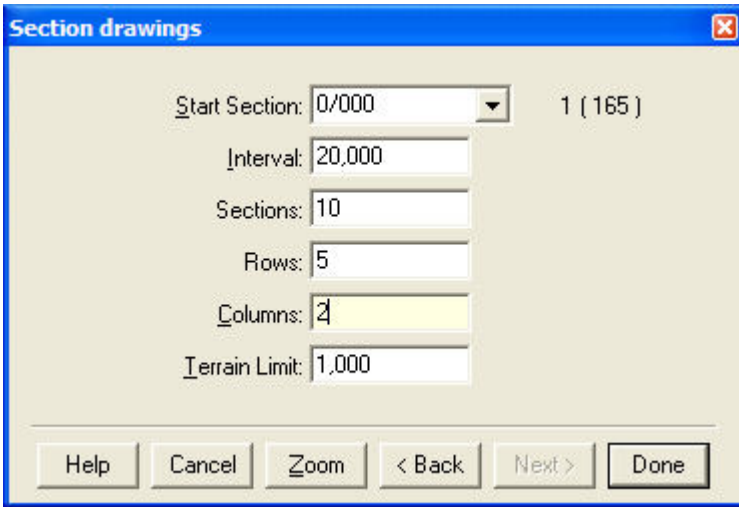 Section drawings
Start Section: 0/000 1 ( 165 )
Interval: 20,000
Sections: 10
Rows: 5
Columns: 2
Terrain Limit: 1,000
Help Cancel Zoom < Back Next > Done